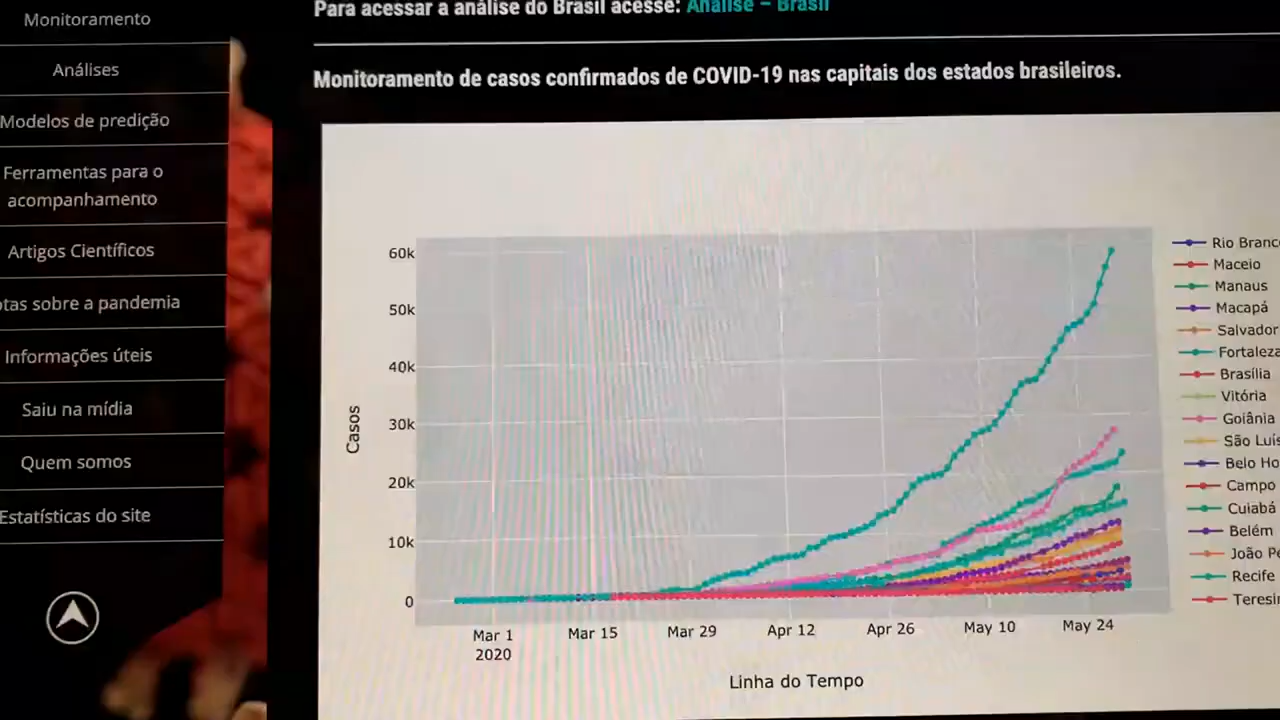 Monitoramento
Análises
Modelos de predição
Ferramentas para o
acompanhamento
Artigos Científicos
otas sobre a pandemia
Informações úteis
Saiu na mídia
Quem somos
Estatísticas do site
Para acessar a análise do Brasil acesse: Análise – Brasil
Monitoramento de casos confirmados de COVID-19 nas capitais dos estados brasileiros.
60k
50k
40k
30k
20k
10k
0
Casos
Mar 1
2020
Mar 15
Mar 29
Apr 12
Apr 26
May 10
May 24
Linha do Tempo
Rio Branc
Maceio
Manaus
Macapá
Salvador
Fortaleza
Brasília
Vitória
Goiânia
São Luís
Belo Ho
Campo
Cuiabá
Belém
João Pe
Recife
Teresin